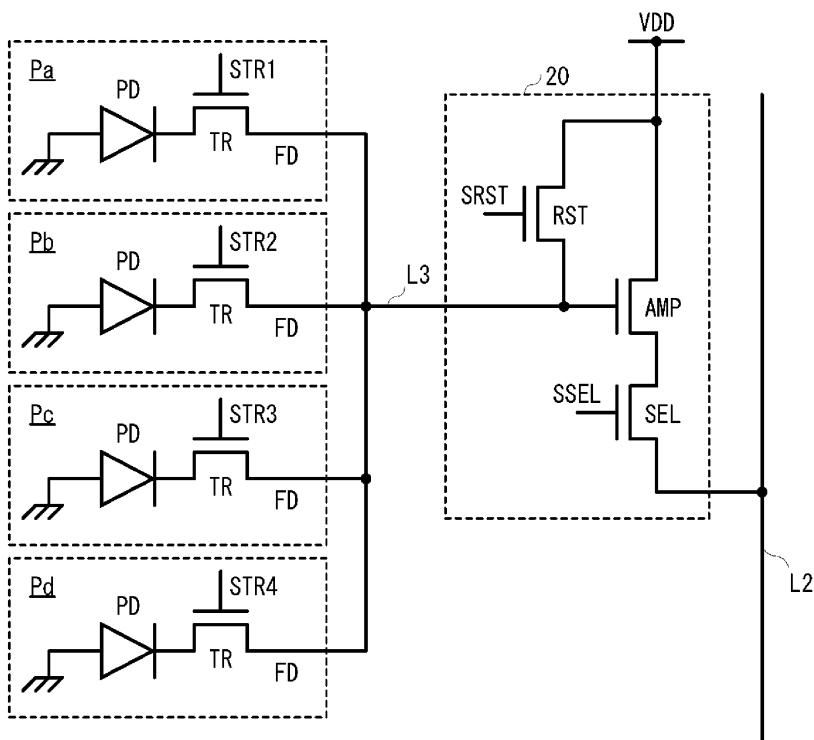 VDD
20
Pa
PD
STR1
TR
FD
SRST
RST
Pb
PD
STR2
TR
FD
L3
AMP
Pc
PD
STR3
TR
FD
SSEL
SEL
Pd
PD
STR4
TR
FD
L2